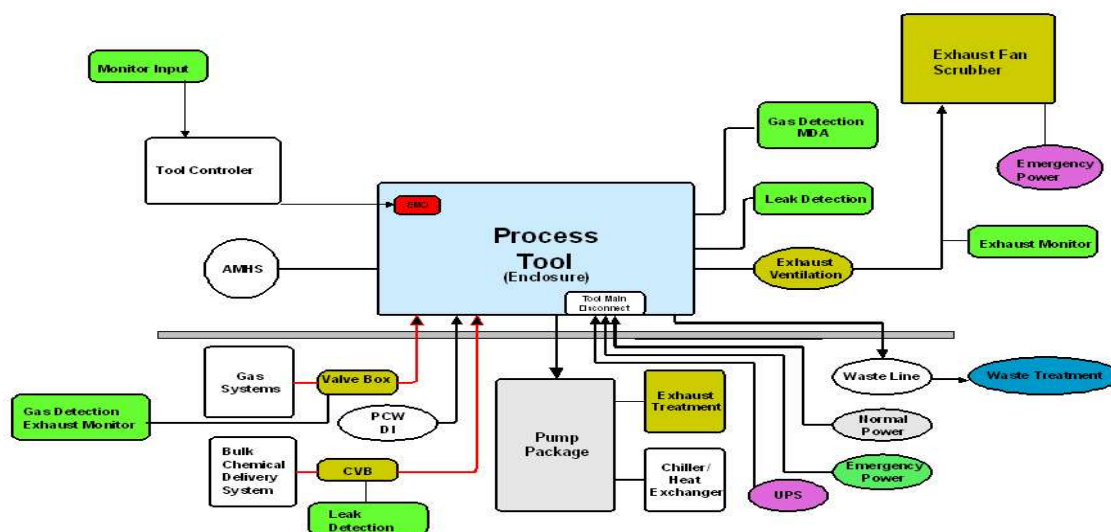 Monitor Input
Tool Controler
EMO
AMHS
Process
Tool
(Enclosure)
Tool Main
Disconnect
Gas Detection
MDA
Leak Detection
Exhaust
Ventilation
Exhaust Fan
Scrubber
Emergency
Power
Exhaust Monitor
Gas
Systems
Valve Box
Gas Detection
Exhaust Monitor
PCW
DI
Bulk
Chemical
Delivery
System
CVB
Leak
Detection
Pump
Package
Exhaust
Treatment
Chiller/
Heat
Exchanger
UPS
Waste Line
Waste Treatment
Normal
Power
Emergency
Power